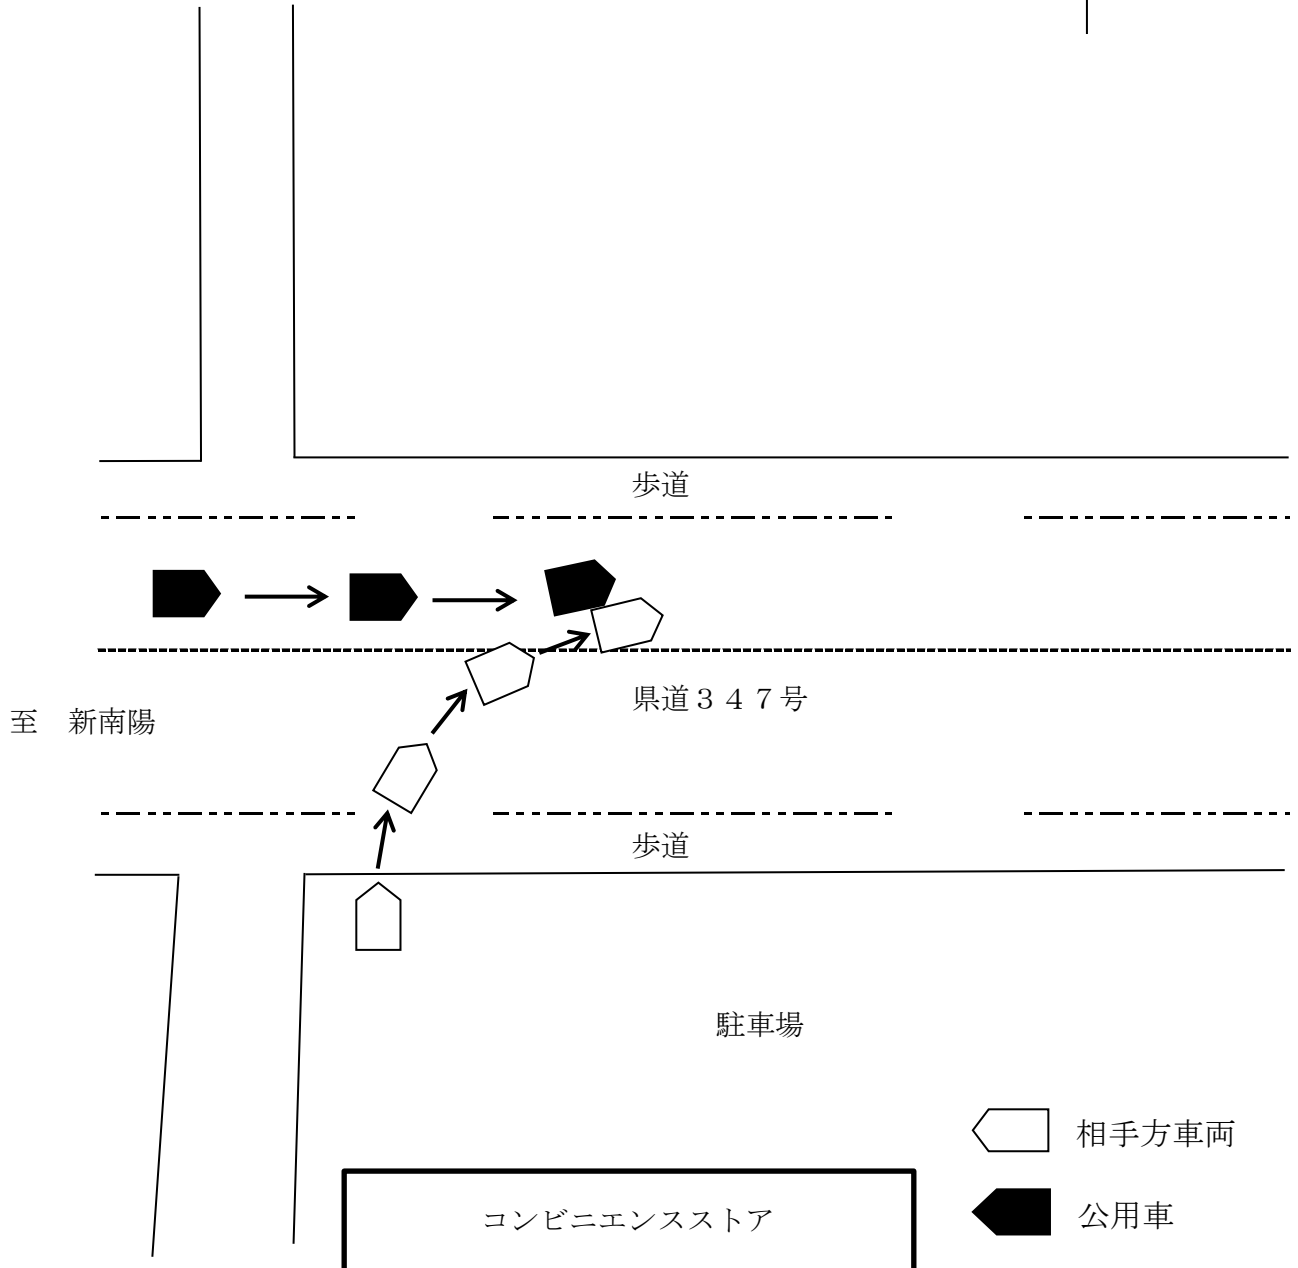 歩道
県道３４７号
至　新南陽
歩道
駐車場
相手方車両
公用車
コンビニエンスストア